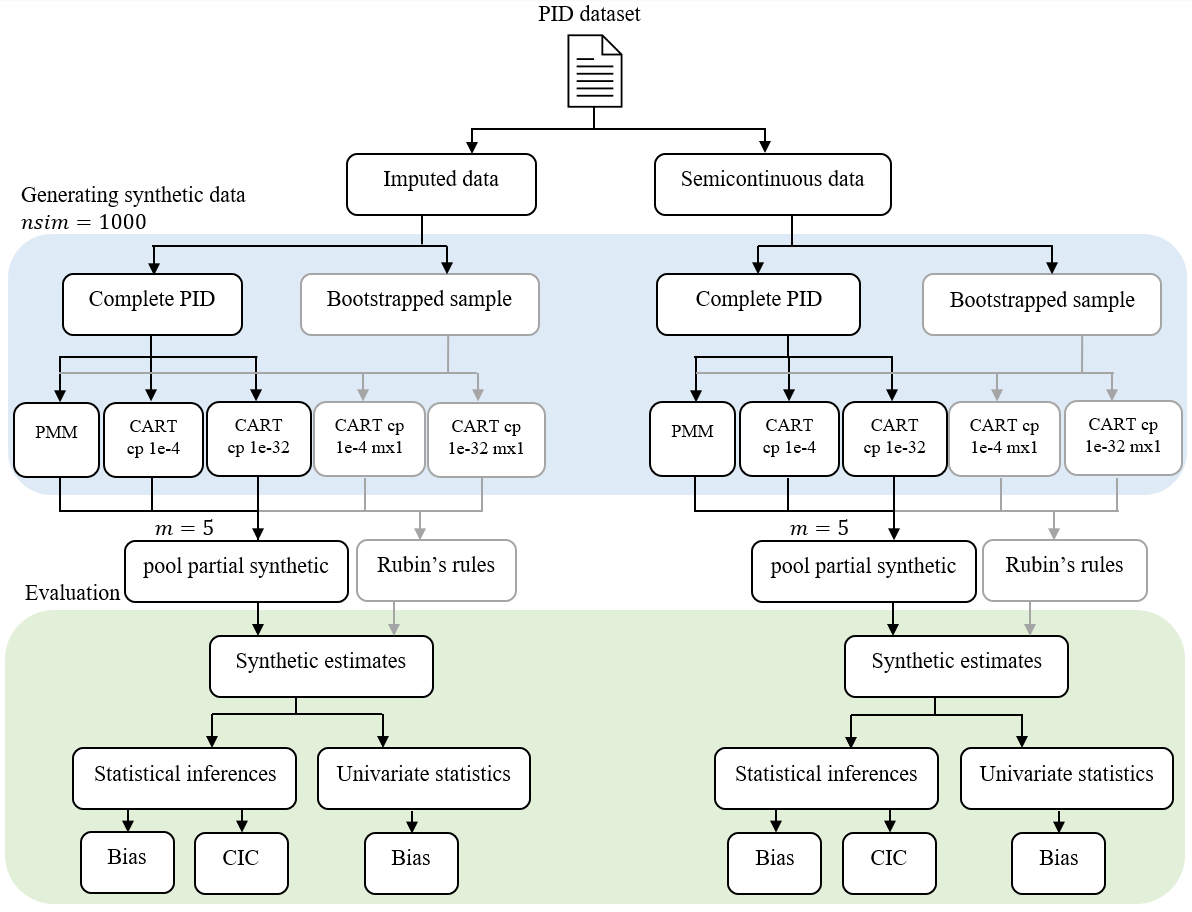 PID dataset
Imputed data
Semicontinuous data
Generating synthetic data
nsim = 1000
Complete PID
Bootstrapped sample
Complete PID
Bootstrapped sample
PMM
CART
cp 1e-4
CART
cp 1e-32
CART cp
1e-4 mx1
CART cp
1e-32 mx1
PMM
CART
cp 1e-4
CART
cp 1e-32
CART cp
1e-4 mx1
CART cp
1e-32 mx1
m = 5
m = 5
pool partial synthetic
Rubin’s rules
pool partial synthetic
Rubin’s rules
Evaluation
Synthetic estimates
Synthetic estimates
Statistical inferences
Univariate statistics
Statistical inferences
Univariate statistics
Bias
CIC
Bias
Bias
CIC
Bias